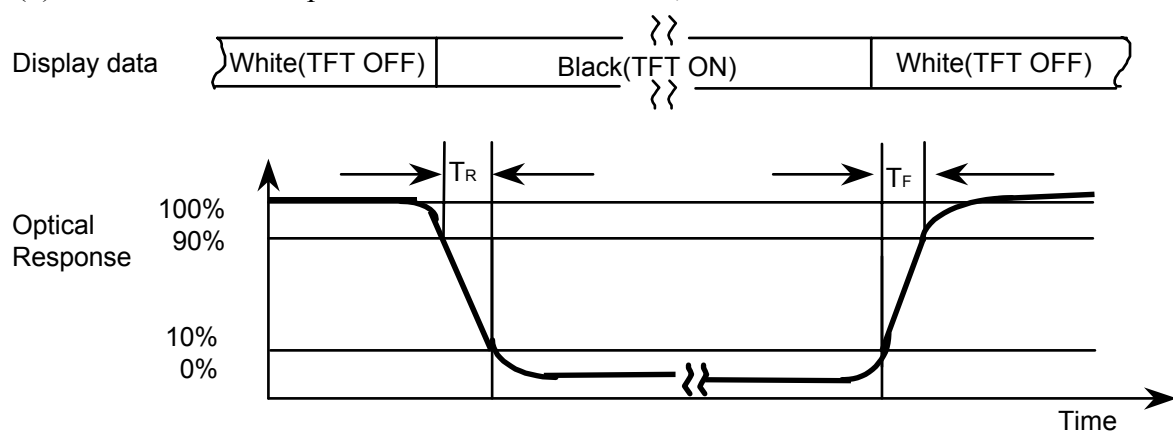 Display data
White(TFT OFF)
Black(TFT ON)
White(TFT OFF)
TR
TF
Optical
Response
100%
90%
10%
0%
Time